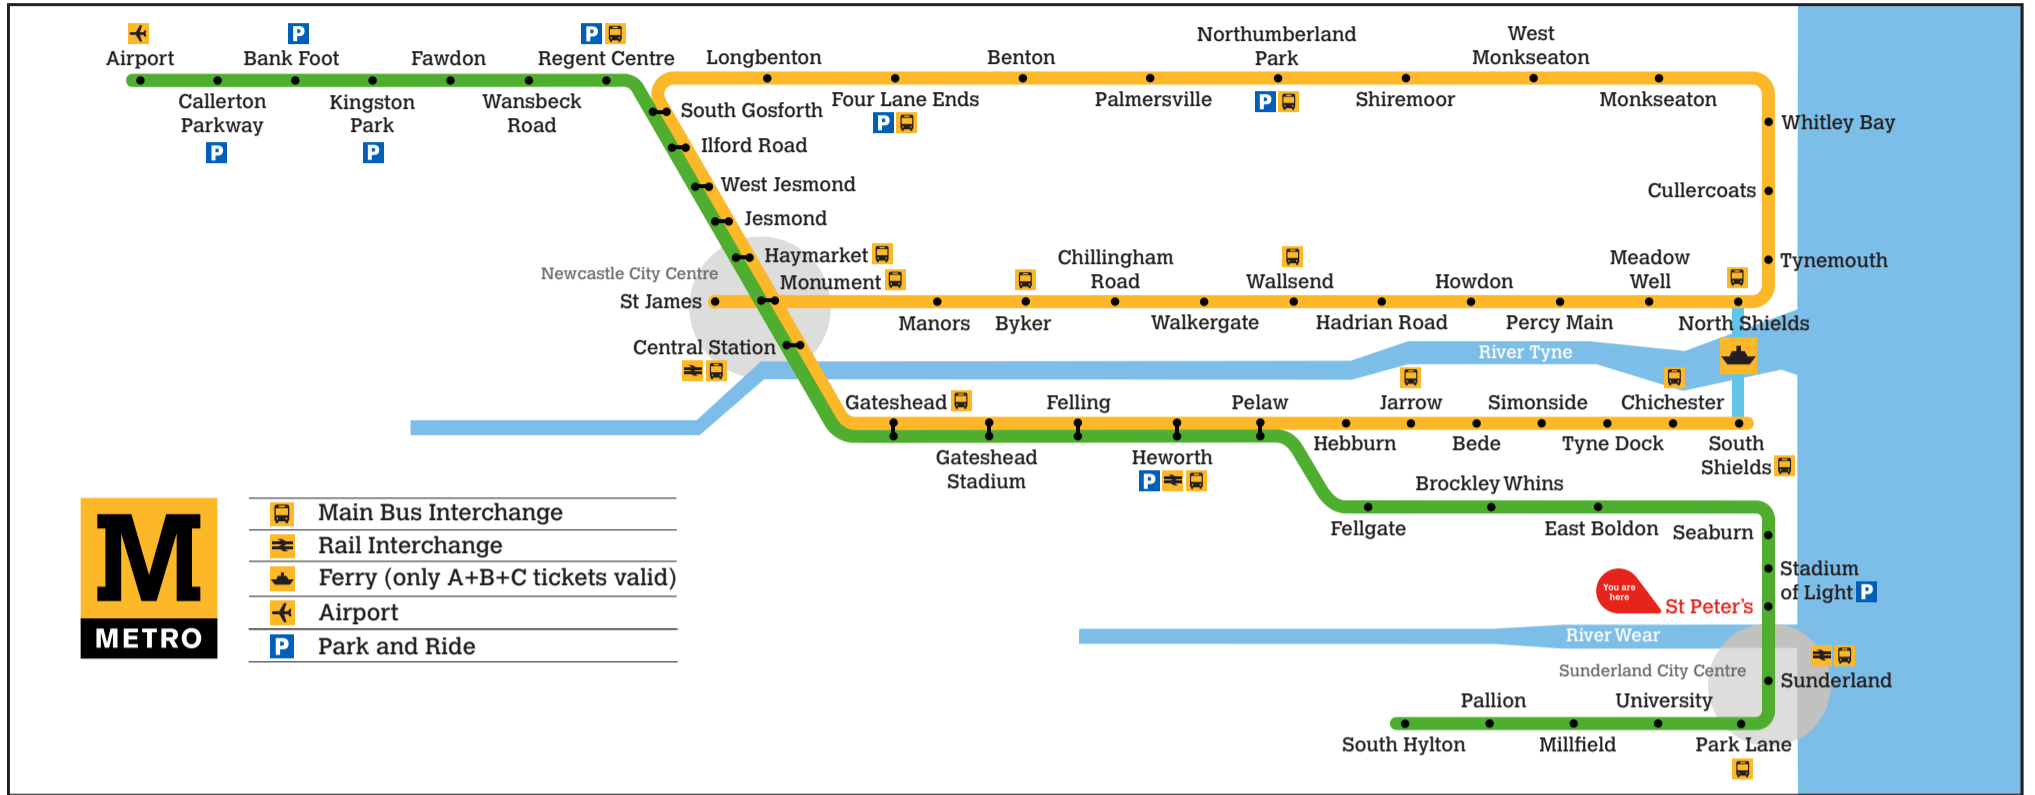 Airport
Bank Foot
Fawdon
Regent Centre
Callerton
Parkway
P
Kingston
Park
P
Wansbeck
Road
P
P
Longbenton
Benton
Northumberland
Park
P
West
Monkseaton
Four Lane Ends
P
Palmersville
Shiremoor
Monkseaton
South Gosforth
Ilford Road
West Jesmond
Jesmond
Haymarket
Monument
Newcastle City Centre
St James
Central Station
Whitley Bay
Cullercoats
Tynemouth
Chillingham
Road
Wallsend
Howdon
Meadow
Well
Manors
Byker
Walkergate
Hadrian Road
Percy Main
North Shields
River Tyne
Gateshead
Felling
Pelaw
Jarrow
Simonside
Chichester
Gateshead
Stadium
Heworth
P
Hebburn
Bede
Tyne Dock
South
Shields
Brockley Whins
Fellgate
East Boldon
Seaburn
Stadium
of Light P
You are
here
St Peter's
River Wear
Sunderland City Centre
Sunderland
Pallion
University
South Hylton
Millfield
Park Lane
M
METRO
Main Bus Interchange
Rail Interchange
Ferry (only A+B+C tickets valid)
Airport
P Park and Ride